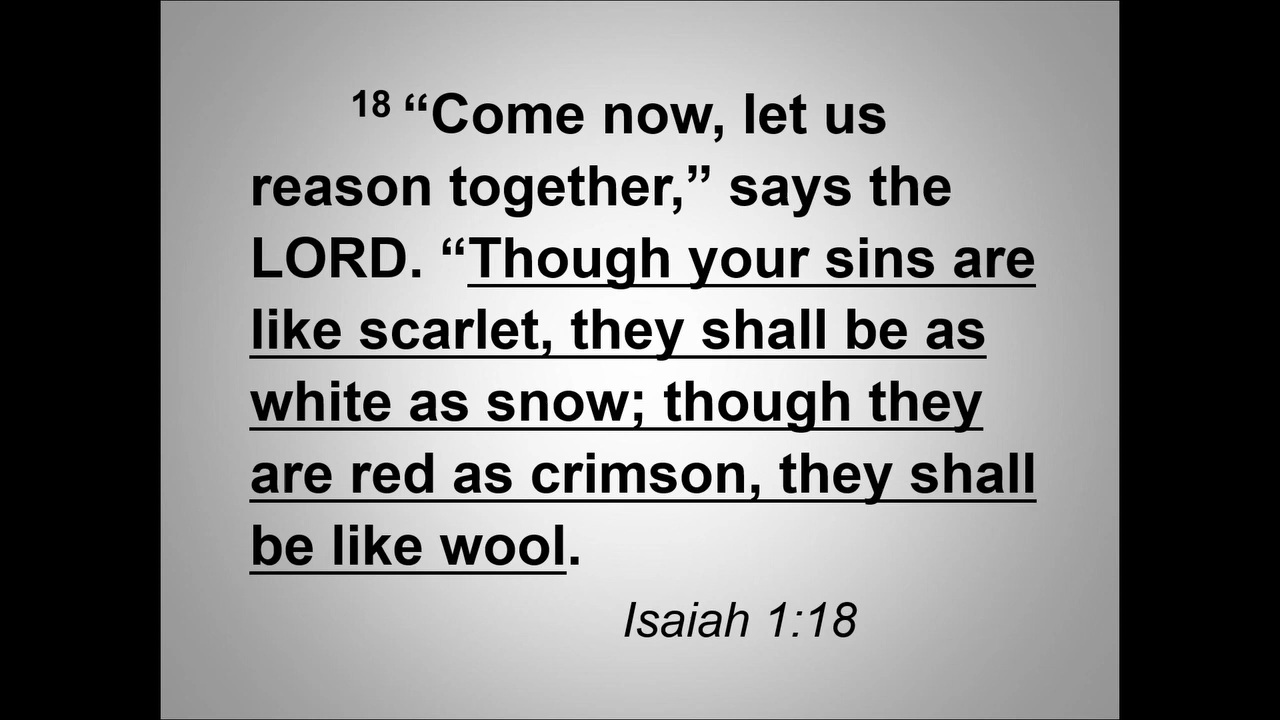 18 “Come now, let us
reason together,” says the
LORD. “Though your sins are
like scarlet, they shall be as
white as snow; though they
are red as crimson, they shall
be like wool.
Isaiah 1:18